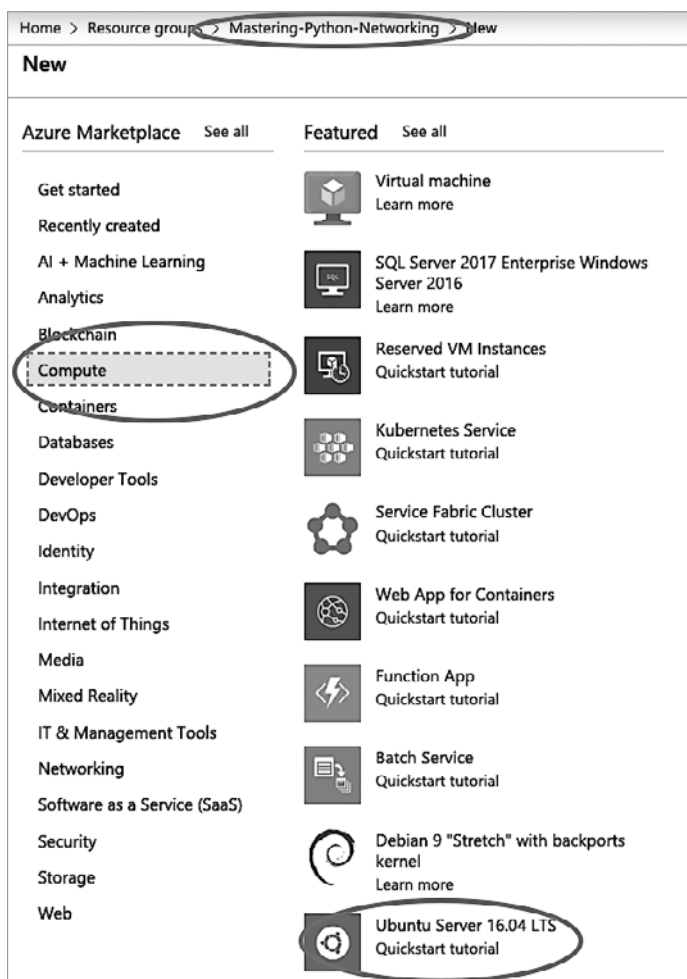 Home > Resource groups > Mastering-Python-Networking > New
New
Azure Marketplace See all
Get started
Recently created
AI + Machine Learning
Analytics
Blockchain
Compute
Containers
Databases
Developer Tools
DevOps
Identity
Integration
Internet of Things
Media
Mixed Reality
IT & Management Tools
Networking
Software as a Service (SaaS)
Security
Storage
Web
Featured See all
Virtual machine
Learn more
SQL
SQL Server 2017 Enterprise Windows
Server 2016
Learn more
Reserved VM Instances
Quickstart tutorial
Kubernetes Service
Quickstart tutorial
Service Fabric Cluster
Quickstart tutorial
Web App for Containers
Quickstart tutorial
Function App
Quickstart tutorial
Batch Service
Quickstart tutorial
Debian 9 "Stretch" with backports
kernel
Learn more
Ubuntu Server 16.04 LTS
Quickstart tutorial